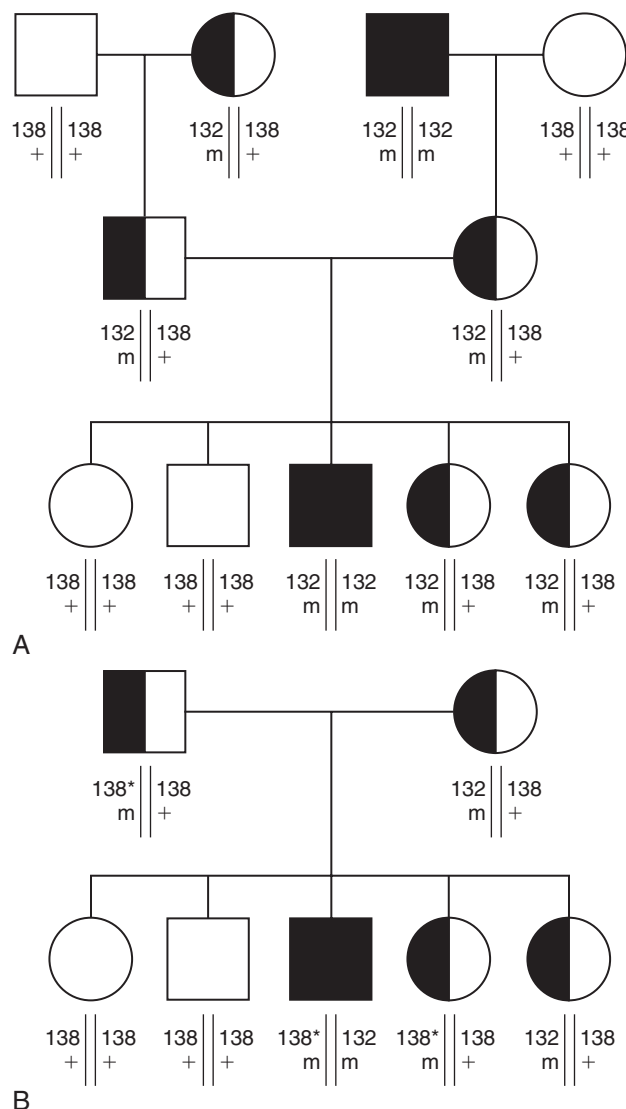 138 138 132 138 132 132 138 138
+ + m + m m + +
132 138 132 138
m + m +
138 138 138 138 132 132 132 138 132 138
+ + + + m m m + m +
A
138* 138 132 138
m + m +
138 138 138 138 138* 132 138* 138 132 138
+ + + + m m m + m +
B